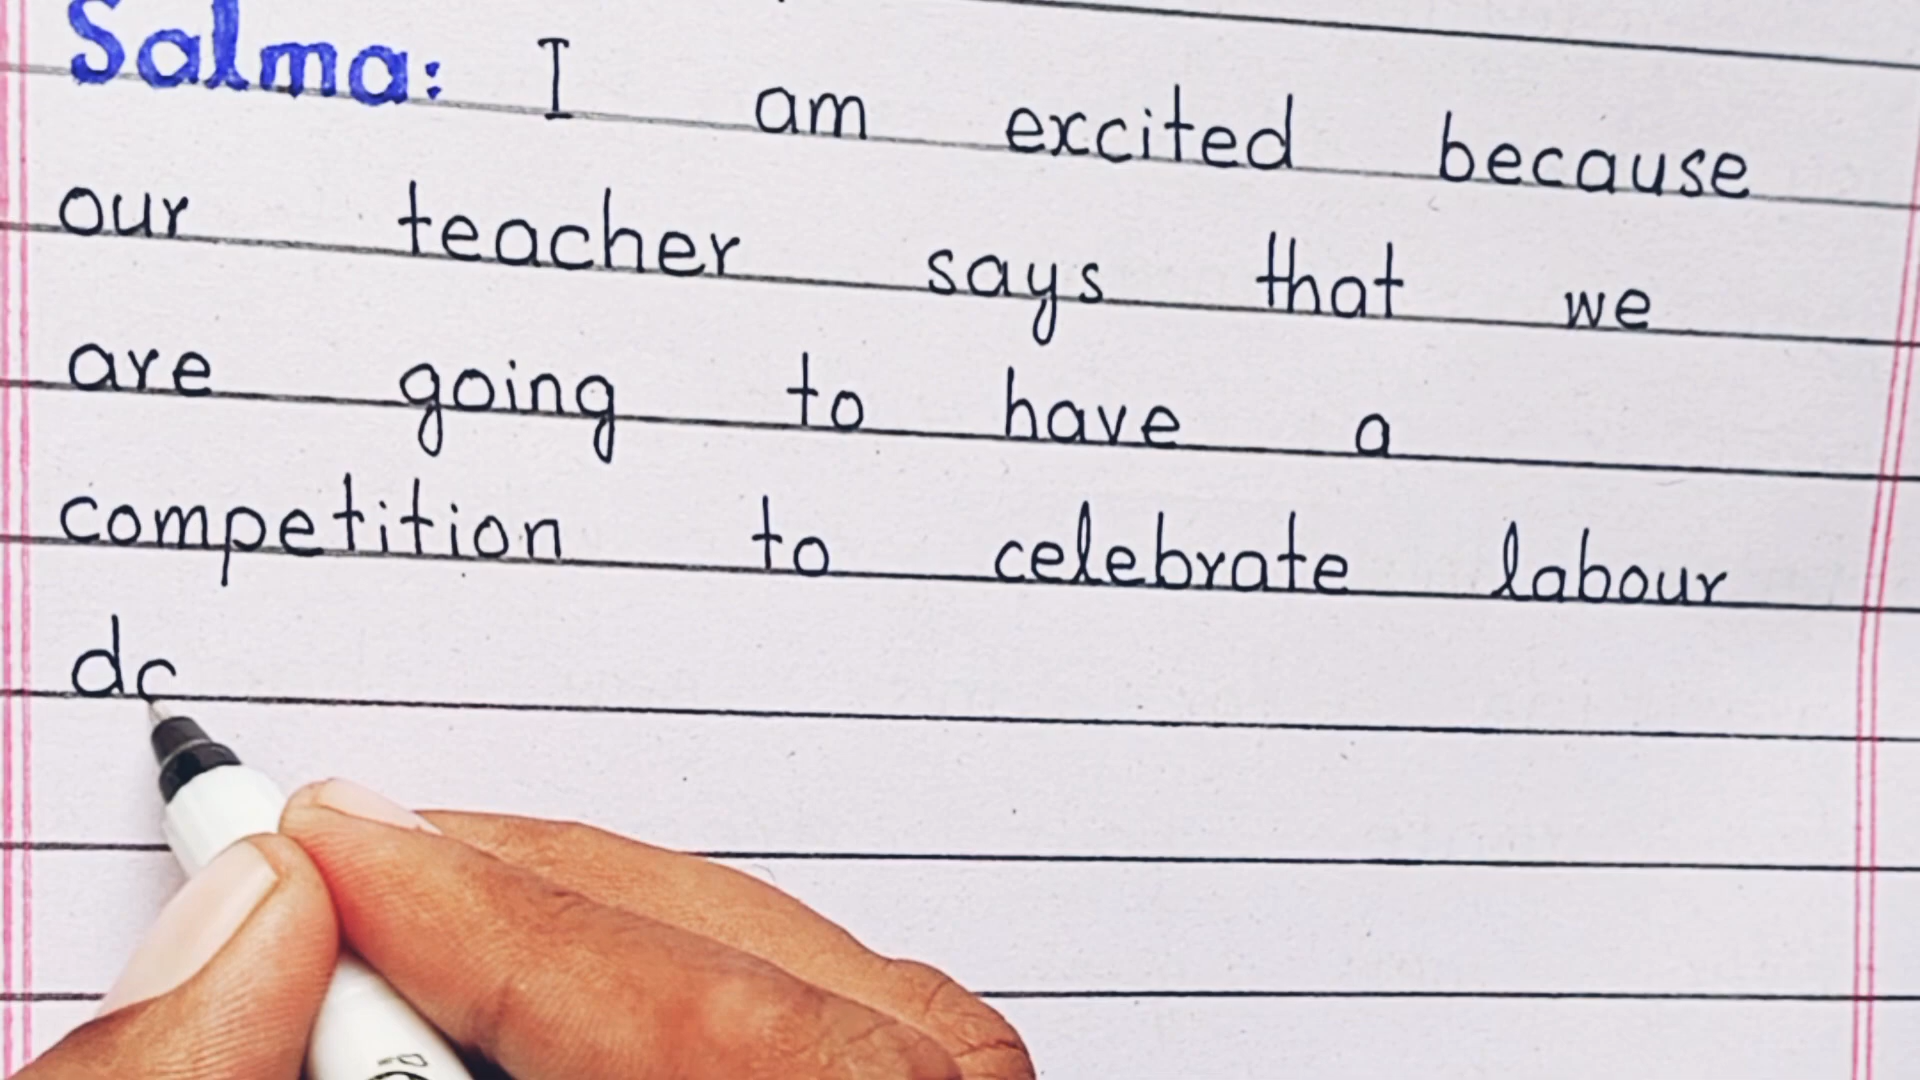 Salma: I am excited because
our teacher says that we
are going to have a
competition to celebrate labour
dc